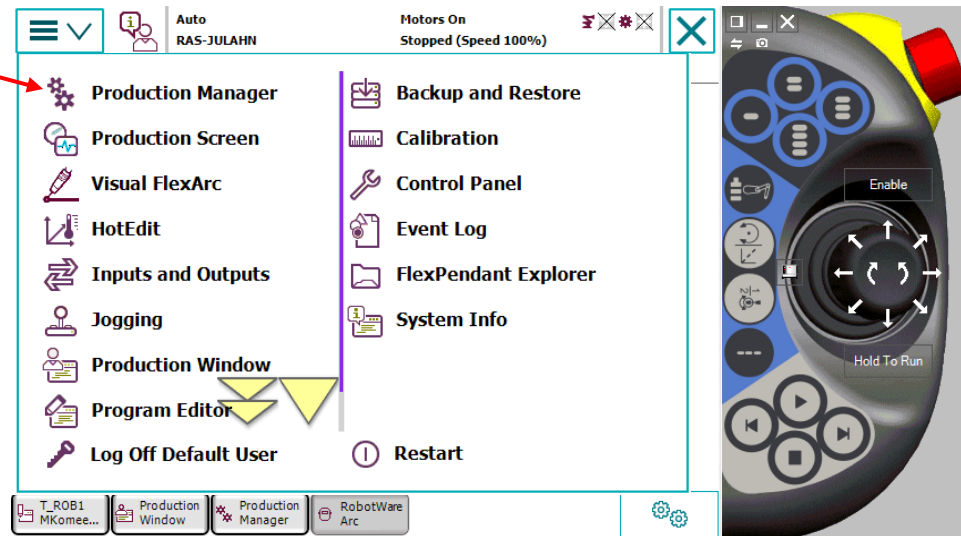 Auto
RAS-JULAHN
Motors On
Stopped (Speed 100%)
Production Manager
Backup and Restore
Production Screen
Calibration
Visual FlexArc
Control Panel
HotEdit
Event Log
Inputs and Outputs
FlexPendant Explorer
Jogging
System Info
Production Window
Program Editor
Log Off Default User
Restart
T_ROB1
MKomee...
Production
Window
Production
Manager
RobotWare
Arc
Enable
Hold To Run